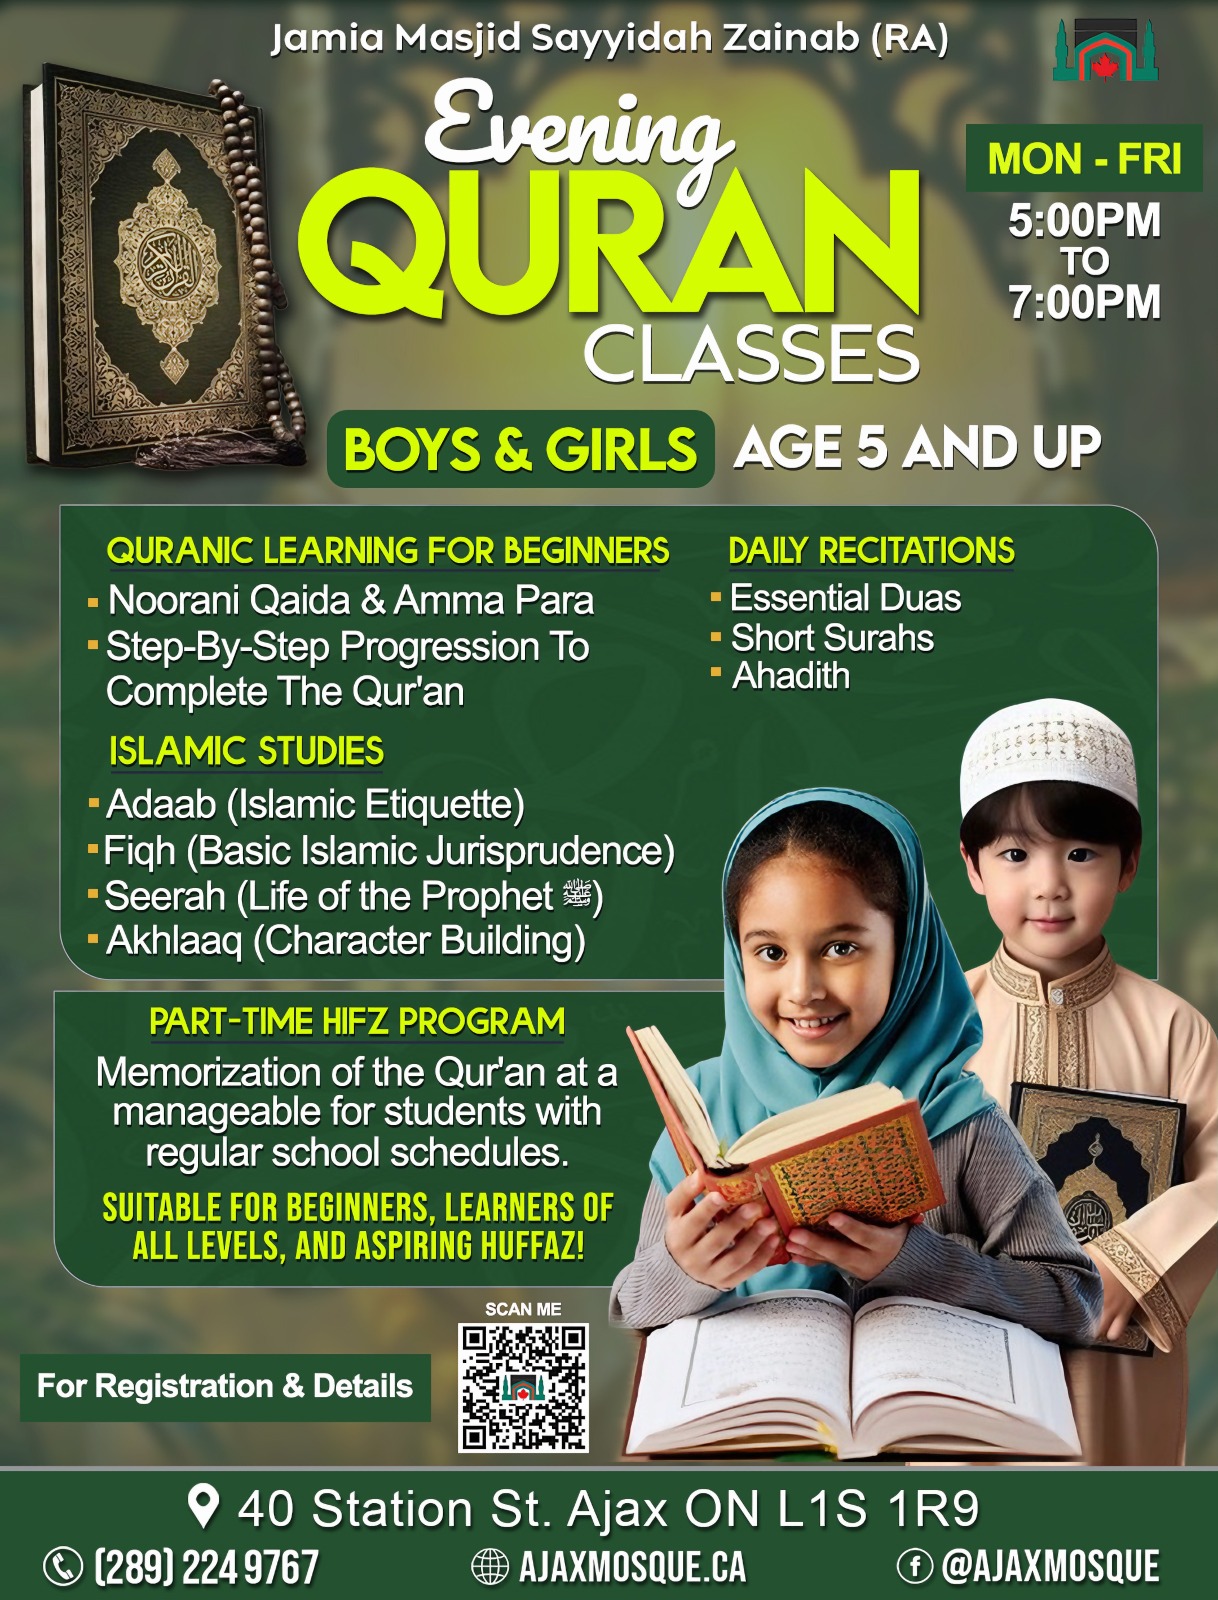 Jamia Masjid Sayyidah Zainab (RA)
Evening
QURAN
CLASSES
MON - FRI
5:00PM
TO
7:00PM
BOYS & GIRLS AGE 5 AND UP
QURANIC LEARNING FOR BEGINNERS
▪ Noorani Qaida & Amma Para
▪ Step-By-Step Progression To
Complete The Qur'an
DAILY RECITATIONS
▪ Essential Duas
▪ Short Surahs
▪ Ahadith
ISLAMIC STUDIES
▪ Adaab (Islamic Etiquette)
▪ Fiqh (Basic Islamic Jurisprudence)
▪ Seerah (Life of the Prophet ﷺ)
▪ Akhlaaq (Character Building)
PART-TIME HIFZ PROGRAM
Memorization of the Qur'an at a
manageable for students with
regular school schedules.
SUITABLE FOR BEGINNERS, LEARNERS OF
ALL LEVELS, AND ASPIRING HUFFAZ!
SCAN ME
For Registration & Details
40 Station St. Ajax ON L1S 1R9
(289) 224 9767
AJAXMOSQUE.CA
@AJAXMOSQUE